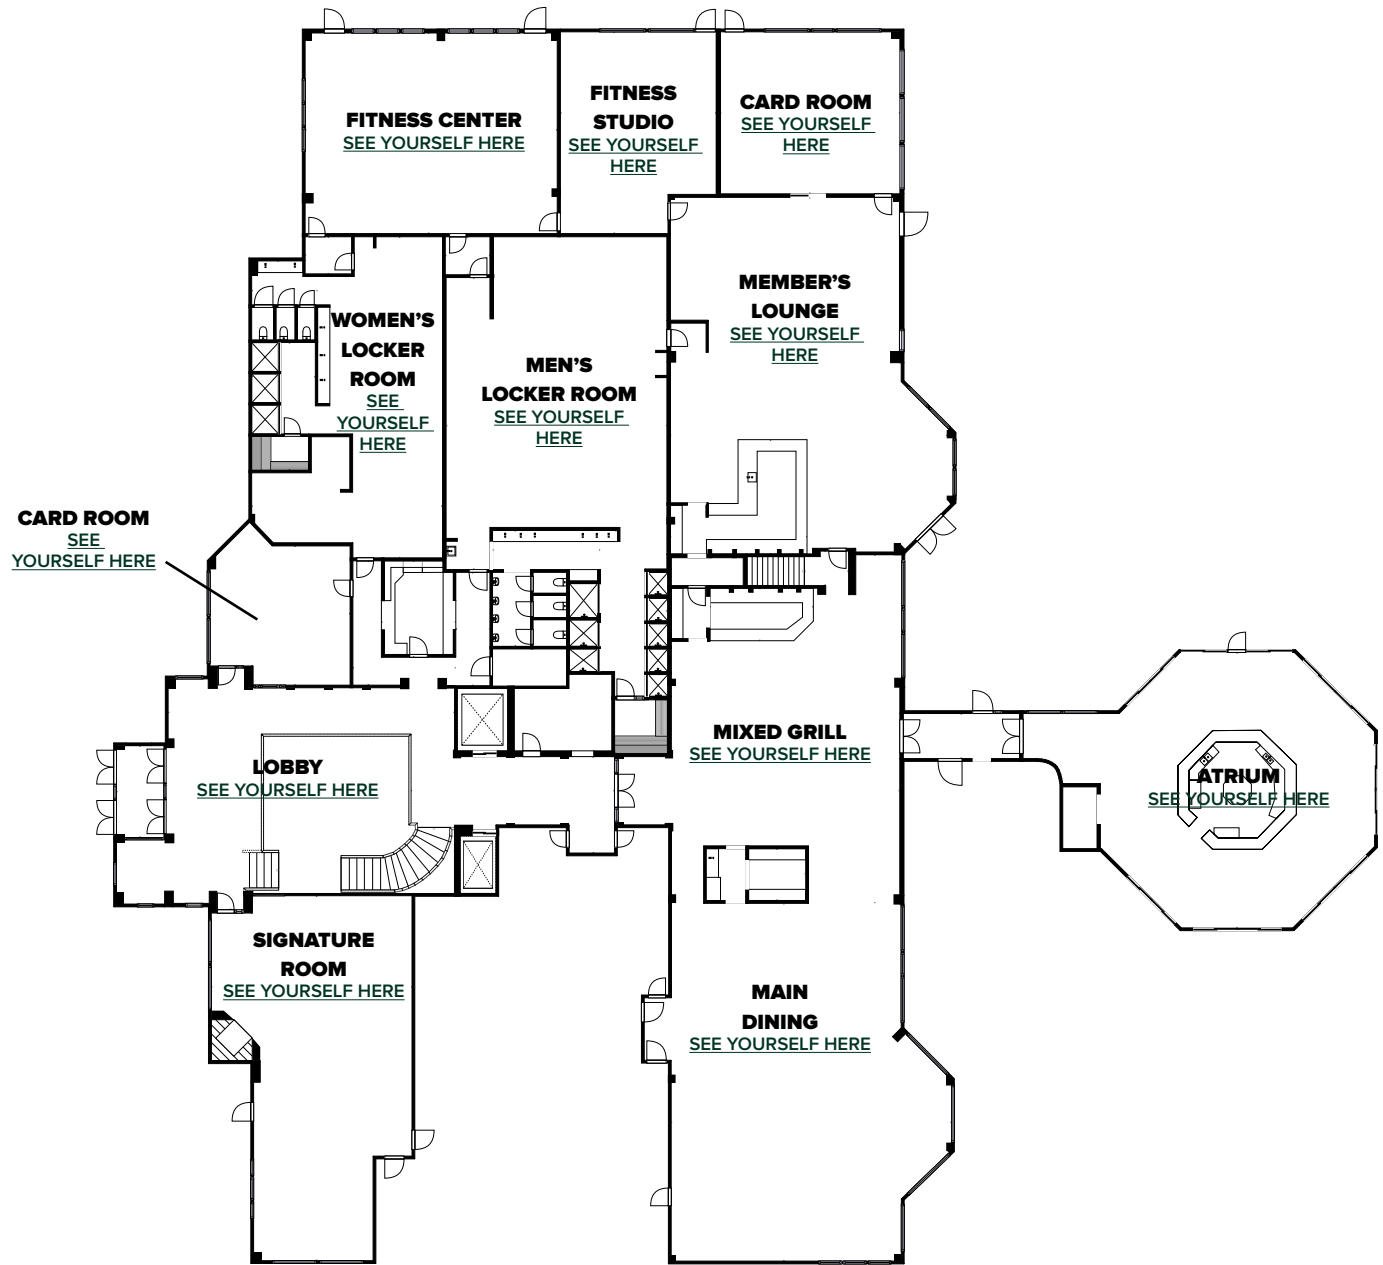 FITNESS CENTER
SEE YOURSELF HERE
FITNESS
STUDIO
SEE YOURSELF
HERE
CARD ROOM
SEE YOURSELF
HERE
MEMBER’S
LOUNGE
SEE YOURSELF
HERE
WOMEN’S
LOCKER
ROOM
SEE
YOURSELF
HERE
MEN’S
LOCKER ROOM
SEE YOURSELF
HERE
CARD ROOM
SEE
YOURSELF HERE
LOBBY
SEE YOURSELF HERE
MIXED GRILL
SEE YOURSELF HERE
ATRIUM
SEE YOURSELF HERE
SIGNATURE
ROOM
SEE YOURSELF HERE
MAIN
DINING
SEE YOURSELF HERE